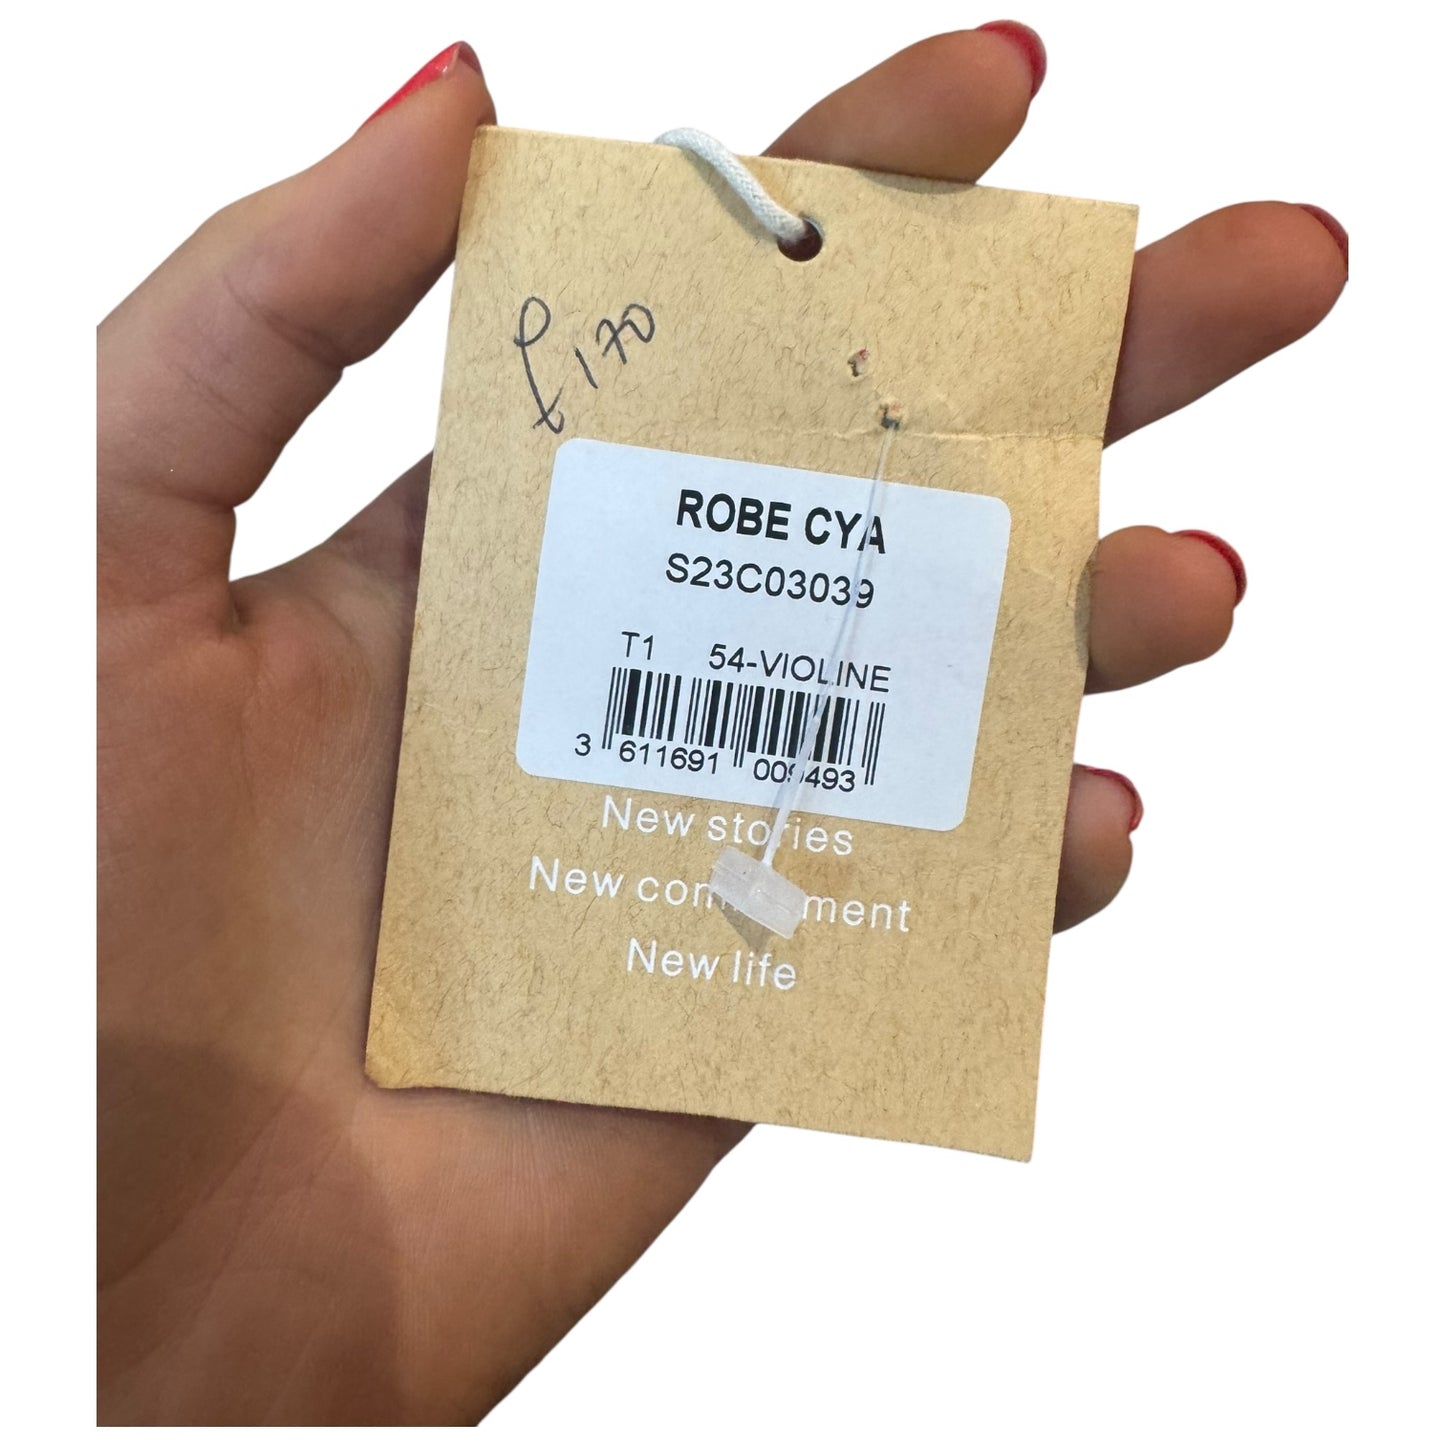 £170
ROBE CYA
S23C03039
T1 54-VIOLINE
3 611691 009493
New stories
New life